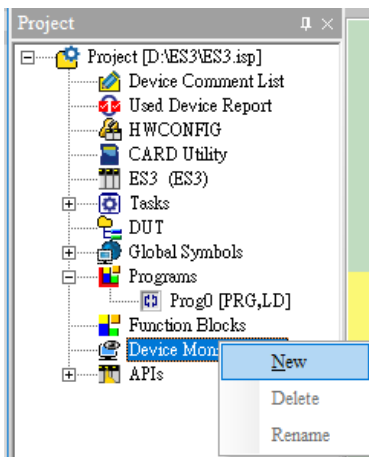 Project
Project [D:\ES3\ES3.isp]
Device Comment List
Used Device Report
HWCONFIG
CARD Utility
ES3 (ES3)
Tasks
DUT
Global Symbols
Programs
Prog0 [PRG,LD]
Function Blocks
Device Mon
New
APIs
Delete
Rename